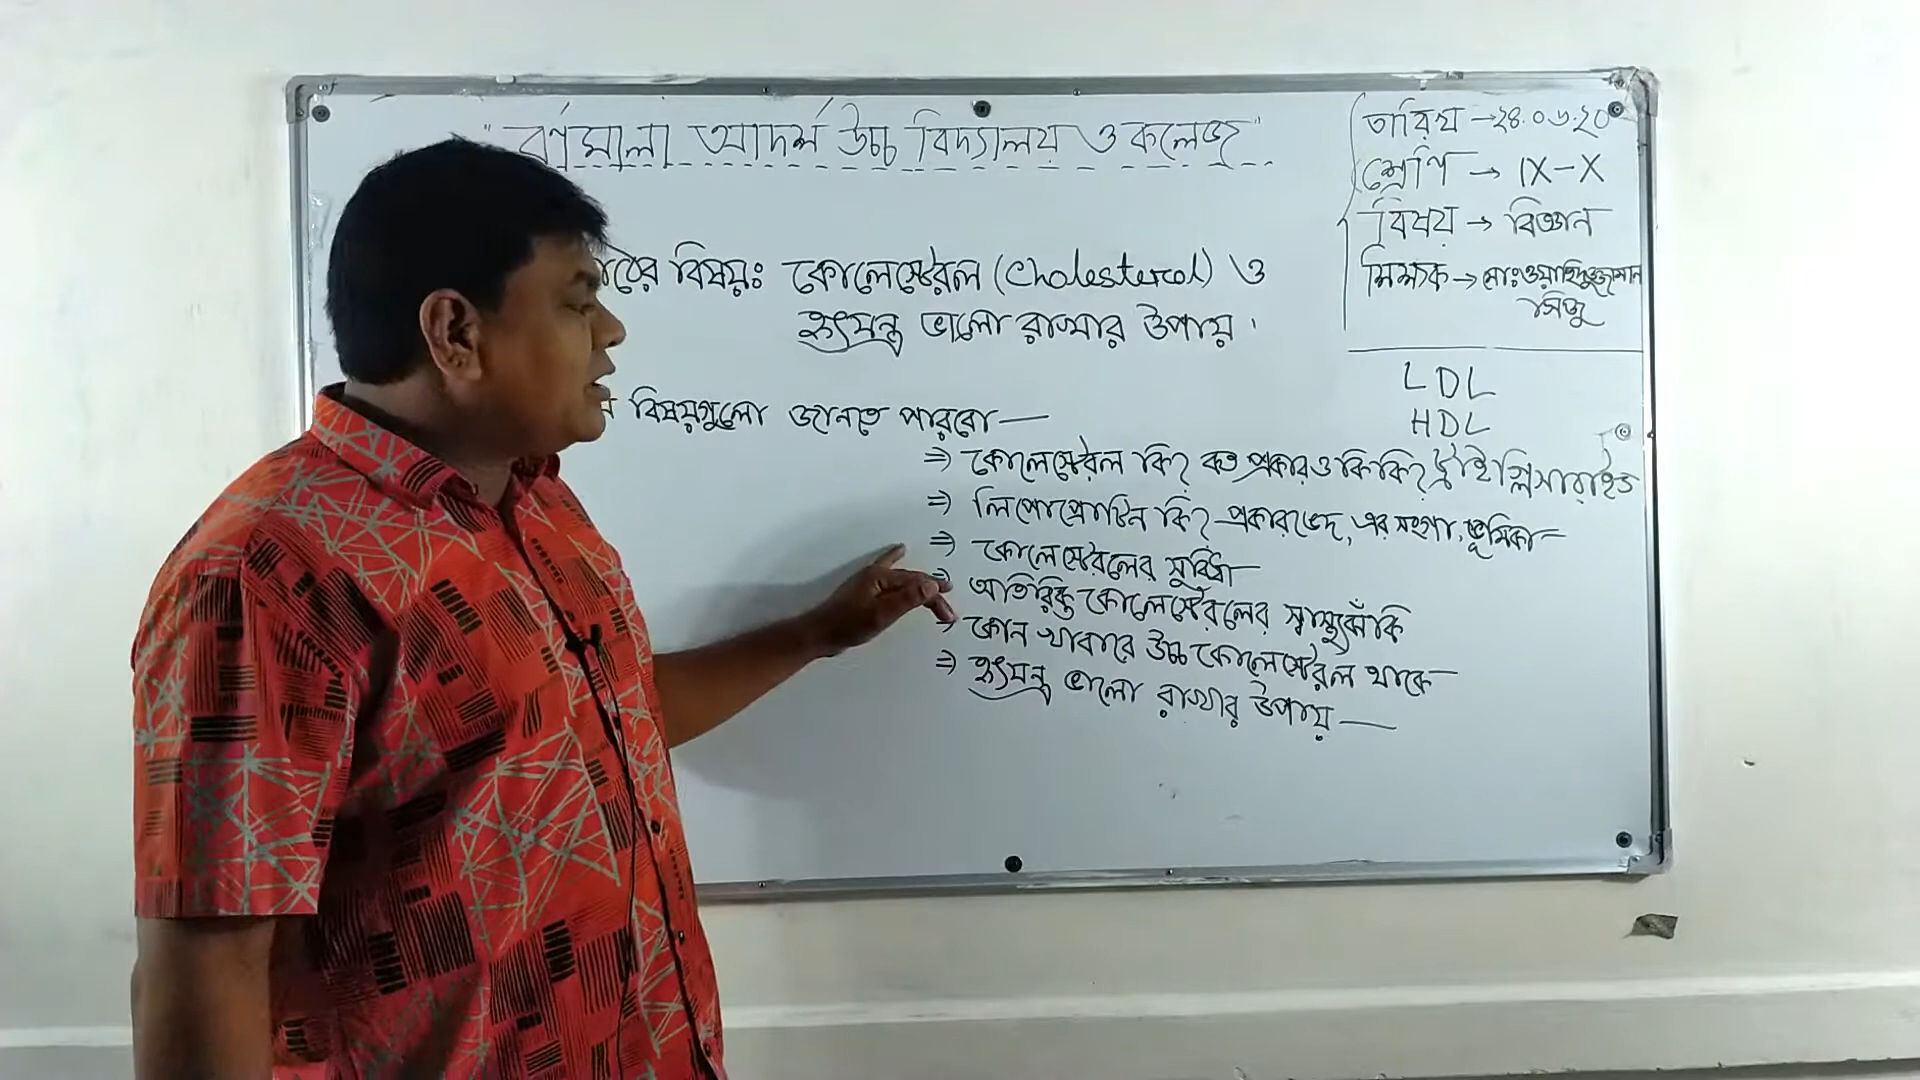 "বর্ণমালা আদর্শ উচ্চ বিদ্যালয় ও কলেজ"
তারিখ → ২৪.০৬.২০
শ্রেণি → IX-X
বিষয় → বিজ্ঞান
শিক্ষক → মোঃ ওয়াহিদুজ্জামান
সিজু
ঠের বিষয়ঃ কোলেস্টেরল (Cholesterol) ও
হৃৎযন্ত্র ভালো রাখার উপায়।
LDL
HDL
বিষয়গুলো জানতে পারবো—
⇒ কোলেস্টেরল কি? কত প্রকার ও কি কি? ট্রাইগ্লিসারাইড
⇒ লিপোপ্রোটিন কি? প্রকারভেদ, এর সংজ্ঞা, ভূমিকা—
⇒ কোলেস্টেরলের সুবিধা—
⇒ অতিরিক্ত কোলেস্টেরলের স্বাস্থ্যঝুঁকি
⇒ কোন খাবারে উচ্চ কোলেস্টেরল থাকে—
⇒ হৃৎযন্ত্র ভালো রাখার উপায়—